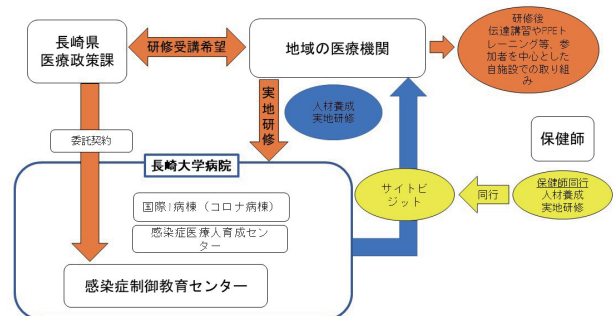 長崎県
医療政策課
研修受講希望
地域の医療機関
研修後
伝達講習やPPEト
レーニング等、参
加者を中心とした
自施設での取り組
み
実地研修
人材養成
実地研修
委託契約
保健師
長崎大学病院
国際I病棟（コロナ病棟）
感染症医療人育成セン
ター
感染症制御教育センター
サイトビ
ジット
同行
保健師同行
人材養成
実地研修